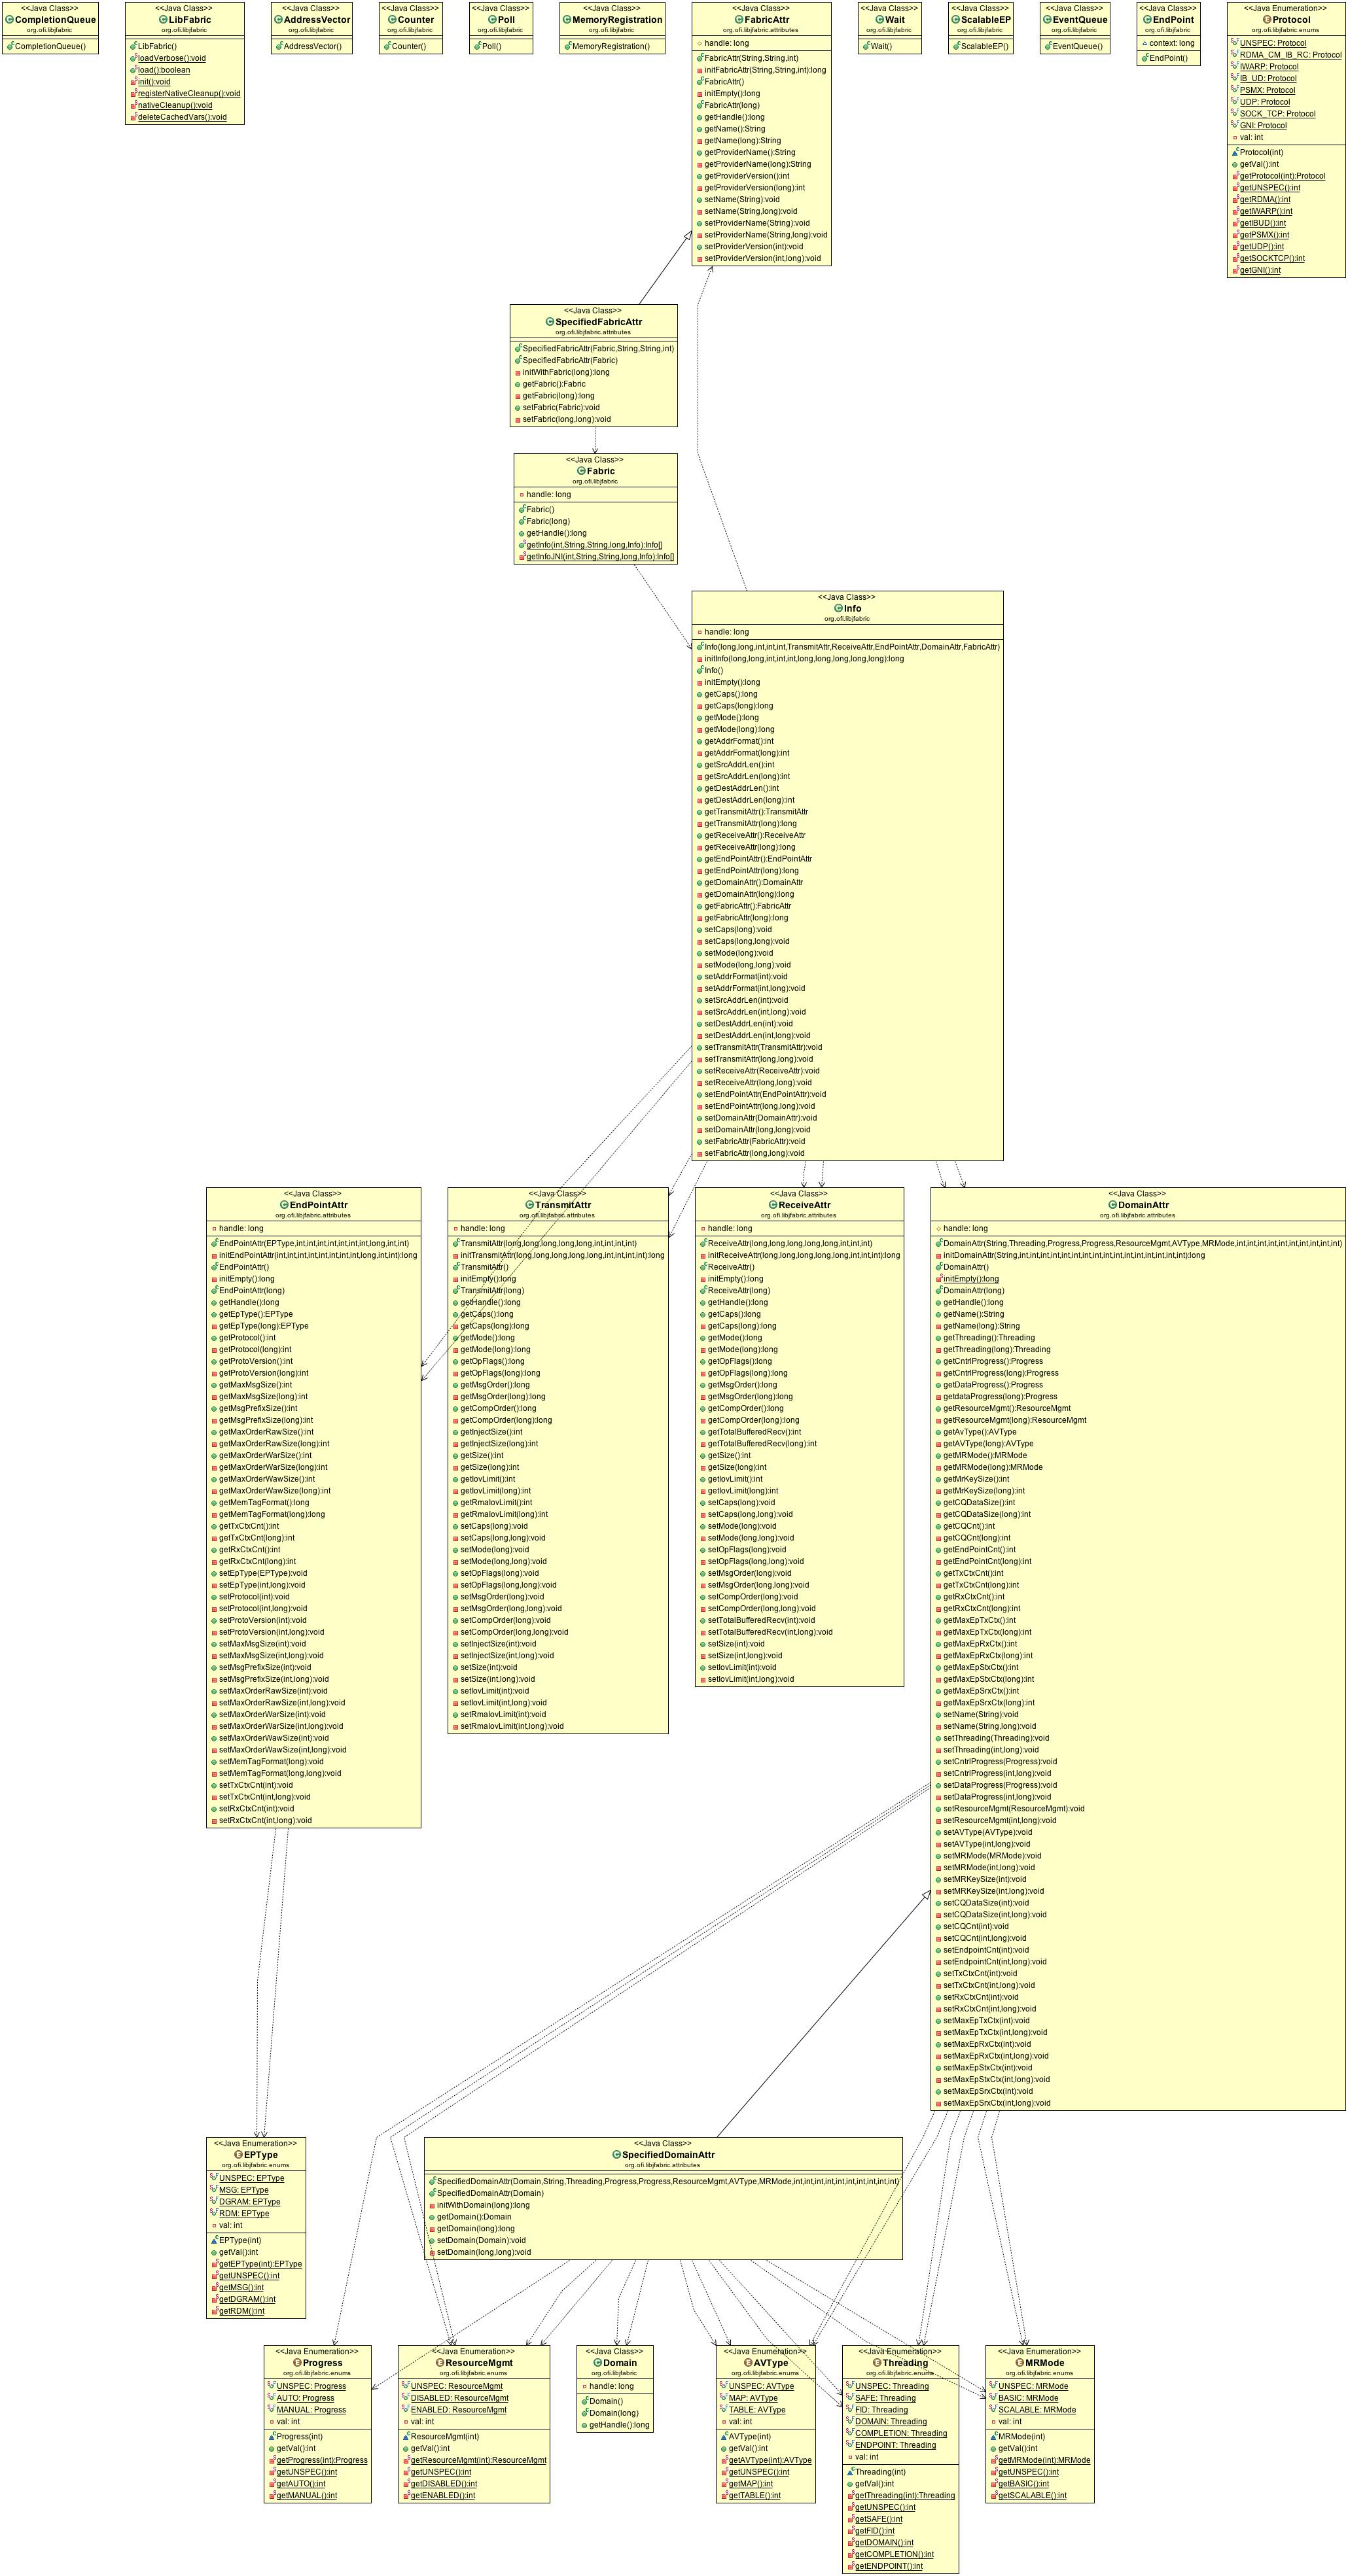 <<Java Class>>
CompletionQueue
org.ofi.libjfabric
CompletionQueue()
<<Java Class>>
LibFabric
org.ofi.libjfabric
LibFabric()
loadVerbose():void
load():boolean
init():void
registerNativeCleanup():void
nativeCleanup():void
deleteCachedVars():void
<<Java Class>>
AddressVector
org.ofi.libjfabric
AddressVector()
<<Java Class>>
Counter
org.ofi.libjfabric
Counter()
<<Java Class>>
Poll
org.ofi.libjfabric
Poll()
<<Java Class>>
MemoryRegistration
org.ofi.libjfabric
MemoryRegistration()
<<Java Class>>
FabricAttr
org.ofi.libjfabric.attributes
handle: long
FabricAttr(String,String,int)
initFabricAttr(String,String,int):long
FabricAttr()
initEmpty():long
FabricAttr(long)
getHandle():long
getName():String
getName(long):String
getProviderName():String
getProviderName(long):String
getProviderVersion():int
getProviderVersion(long):int
setName(String):void
setName(String,long):void
setProviderName(String):void
setProviderName(String,long):void
setProviderVersion(int):void
setProviderVersion(int,long):void
<<Java Class>>
Wait
org.ofi.libjfabric
Wait()
<<Java Class>>
ScalableEP
org.ofi.libjfabric
ScalableEP()
<<Java Class>>
EventQueue
org.ofi.libjfabric
EventQueue()
<<Java Class>>
EndPoint
org.ofi.libjfabric
context: long
EndPoint()
<<Java Enumeration>>
Protocol
org.ofi.libjfabric.enums
UNSPEC: Protocol
RDMA_CM_IB_RC: Protocol
IWARP: Protocol
IB_UD: Protocol
PSMX: Protocol
UDP: Protocol
SOCK_TCP: Protocol
GNI: Protocol
val: int
Protocol(int)
getVal():int
getProtocol(int):Protocol
getUNSPEC():int
getRDMA():int
getIWARP():int
getIBUD():int
getPSMX():int
getUDP():int
getSOCKTCP():int
getGNI():int
<<Java Class>>
SpecifiedFabricAttr
org.ofi.libjfabric.attributes
SpecifiedFabricAttr(Fabric,String,String,int)
SpecifiedFabricAttr(Fabric)
initWithFabric(long):long
getFabric():Fabric
getFabric(long):long
setFabric(Fabric):void
setFabric(long,long):void
<<Java Class>>
Fabric
org.ofi.libjfabric
handle: long
Fabric()
Fabric(long)
getHandle():long
getInfo(int,String,String,long,Info):Info[]
getInfoJNI(int,String,String,long,Info):Info[]
<<Java Class>>
Info
org.ofi.libjfabric
handle: long
Info(long,long,int,int,int,TransmitAttr,ReceiveAttr,EndPointAttr,DomainAttr,FabricAttr)
initInfo(long,long,int,int,int,long,long,long,long,long):long
Info()
initEmpty():long
getCaps():long
getCaps(long):long
getMode():long
getMode(long):long
getAddrFormat():int
getAddrFormat(long):int
getSrcAddrLen():int
getSrcAddrLen(long):int
getDestAddrLen():int
getDestAddrLen(long):int
getTransmitAttr():TransmitAttr
getTransmitAttr(long):long
getReceiveAttr():ReceiveAttr
getReceiveAttr(long):long
getEndPointAttr():EndPointAttr
getEndPointAttr(long):long
getDomainAttr():DomainAttr
getDomainAttr(long):long
getFabricAttr():FabricAttr
getFabricAttr(long):long
setCaps(long):void
setCaps(long,long):void
setMode(long):void
setMode(long,long):void
setAddrFormat(int):void
setAddrFormat(int,long):void
setSrcAddrLen(int):void
setSrcAddrLen(int,long):void
setDestAddrLen(int):void
setDestAddrLen(int,long):void
setTransmitAttr(TransmitAttr):void
setTransmitAttr(long,long):void
setReceiveAttr(ReceiveAttr):void
setReceiveAttr(long,long):void
setEndPointAttr(EndPointAttr):void
setEndPointAttr(long,long):void
setDomainAttr(DomainAttr):void
setDomainAttr(long,long):void
setFabricAttr(FabricAttr):void
setFabricAttr(long,long):void
<<Java Class>>
EndPointAttr
org.ofi.libjfabric.attributes
handle: long
EndPointAttr(EPType,int,int,int,int,int,int,int,long,int,int)
initEndPointAttr(int,int,int,int,int,int,int,int,long,int,int):long
EndPointAttr()
initEmpty():long
EndPointAttr(long)
getHandle():long
getEpType():EPType
getEpType(long):EPType
getProtocol():int
getProtocol(long):int
getProtoVersion():int
getProtoVersion(long):int
getMaxMsgSize():int
getMaxMsgSize(long):int
getMsgPrefixSize():int
getMsgPrefixSize(long):int
getMaxOrderRawSize():int
getMaxOrderRawSize(long):int
getMaxOrderWarSize():int
getMaxOrderWarSize(long):int
getMaxOrderWawSize():int
getMaxOrderWawSize(long):int
getMemTagFormat():long
getMemTagFormat(long):long
getTxCtxCnt():int
getTxCtxCnt(long):int
getRxCtxCnt():int
getRxCtxCnt(long):int
setEpType(EPType):void
setEpType(int,long):void
setProtocol(int):void
setProtocol(int,long):void
setProtoVersion(int):void
setProtoVersion(int,long):void
setMaxMsgSize(int):void
setMaxMsgSize(int,long):void
setMsgPrefixSize(int):void
setMsgPrefixSize(int,long):void
setMaxOrderRawSize(int):void
setMaxOrderRawSize(int,long):void
setMaxOrderWarSize(int):void
setMaxOrderWarSize(int,long):void
setMaxOrderWawSize(int):void
setMaxOrderWawSize(int,long):void
setMemTagFormat(long):void
setMemTagFormat(long,long):void
setTxCtxCnt(int):void
setTxCtxCnt(int,long):void
setRxCtxCnt(int):void
setRxCtxCnt(int,long):void
<<Java Class>>
TransmitAttr
org.ofi.libjfabric.attributes
handle: long
TransmitAttr(long,long,long,long,long,int,int,int,int)
initTransmitAttr(long,long,long,long,long,int,int,int,int):long
TransmitAttr()
initEmpty():long
TransmitAttr(long)
getHandle():long
getCaps():long
getCaps(long):long
getMode():long
getMode(long):long
getOpFlags():long
getOpFlags(long):long
getMsgOrder():long
getMsgOrder(long):long
getCompOrder():long
getCompOrder(long):long
getInjectSize():int
getInjectSize(long):int
getSize():int
getSize(long):int
getIovLimit():int
getIovLimit(long):int
getRmaIovLimit():int
getRmaIovLimit(long):int
setCaps(long):void
setCaps(long,long):void
setMode(long):void
setMode(long,long):void
setOpFlags(long):void
setOpFlags(long,long):void
setMsgOrder(long):void
setMsgOrder(long,long):void
setCompOrder(long):void
setCompOrder(long,long):void
setInjectSize(int):void
setInjectSize(int,long):void
setSize(int):void
setSize(int,long):void
setIovLimit(int):void
setIovLimit(int,long):void
setRmaIovLimit(int):void
setRmaIovLimit(int,long):void
<<Java Class>>
ReceiveAttr
org.ofi.libjfabric.attributes
handle: long
ReceiveAttr(long,long,long,long,long,int,int,int)
initReceiveAttr(long,long,long,long,long,int,int,int):long
ReceiveAttr()
initEmpty():long
ReceiveAttr(long)
getHandle():long
getCaps():long
getCaps(long):long
getMode():long
getMode(long):long
getOpFlags():long
getOpFlags(long):long
getMsgOrder():long
getMsgOrder(long):long
getCompOrder():long
getCompOrder(long):long
getTotalBufferedRecv():int
getTotalBufferedRecv(long):int
getSize():int
getSize(long):int
getIovLimit():int
getIovLimit(long):int
setCaps(long):void
setCaps(long,long):void
setMode(long):void
setMode(long,long):void
setOpFlags(long):void
setOpFlags(long,long):void
setMsgOrder(long):void
setMsgOrder(long,long):void
setCompOrder(long):void
setCompOrder(long,long):void
setTotalBufferedRecv(int):void
setTotalBufferedRecv(int,long):void
setSize(int):void
setSize(int,long):void
setIovLimit(int):void
setIovLimit(int,long):void
<<Java Class>>
DomainAttr
org.ofi.libjfabric.attributes
handle: long
DomainAttr(String,Threading,Progress,Progress,ResourceMgmt,AVType,MRMode,int,int,int,int,int,int,int,int,int,int)
initDomainAttr(String,int,int,int,int,int,int,int,int,int,int,int,int,int,int,int,int):long
DomainAttr()
initEmpty():long
DomainAttr(long)
getHandle():long
getName():String
getName(long):String
getThreading():Threading
getThreading(long):Threading
getCntrlProgress():Progress
getCntrlProgress(long):Progress
getDataProgress():Progress
getdataProgress(long):Progress
getResourceMgmt():ResourceMgmt
getResourceMgmt(long):ResourceMgmt
getAvType():AVType
getAVType(long):AVType
getMRMode():MRMode
getMRMode(long):MRMode
getMrKeySize():int
getMrKeySize(long):int
getCQDataSize():int
getCQDataSize(long):int
getCQCnt():int
getCQCnt(long):int
getEndPointCnt():int
getEndPointCnt(long):int
getTxCtxCnt():int
getTxCtxCnt(long):int
getRxCtxCnt():int
getRxCtxCnt(long):int
getMaxEpTxCtx():int
getMaxEpTxCtx(long):int
getMaxEpRxCtx():int
getMaxEpRxCtx(long):int
getMaxEpStxCtx():int
getMaxEpStxCtx(long):int
getMaxEpSrxCtx():int
getMaxEpSrxCtx(long):int
setName(String):void
setName(String,long):void
setThreading(Threading):void
setThreading(int,long):void
setCntrlProgress(Progress):void
setCntrlProgress(int,long):void
setDataProgress(Progress):void
setDataProgress(int,long):void
setResourceMgmt(ResourceMgmt):void
setResourceMgmt(int,long):void
setAVType(AVType):void
setAVType(int,long):void
setMRMode(MRMode):void
setMRMode(int,long):void
setMRKeySize(int):void
setMRKeySize(int,long):void
setCQDataSize(int):void
setCQDataSize(int,long):void
setCQCnt(int):void
setCQCnt(int,long):void
setEndpointCnt(int):void
setEndpointCnt(int,long):void
setTxCtxCnt(int):void
setTxCtxCnt(int,long):void
setRxCtxCnt(int):void
setRxCtxCnt(int,long):void
setMaxEpTxCtx(int):void
setMaxEpTxCtx(int,long):void
setMaxEpRxCtx(int):void
setMaxEpRxCtx(int,long):void
setMaxEpStxCtx(int):void
setMaxEpStxCtx(int,long):void
setMaxEpSrxCtx(int):void
setMaxEpSrxCtx(int,long):void
<<Java Enumeration>>
EPType
org.ofi.libjfabric.enums
UNSPEC: EPType
MSG: EPType
DGRAM: EPType
RDM: EPType
val: int
EPType(int)
getVal():int
getEPType(int):EPType
getUNSPEC():int
getMSG():int
getDGRAM():int
getRDM():int
<<Java Class>>
SpecifiedDomainAttr
org.ofi.libjfabric.attributes
SpecifiedDomainAttr(Domain,String,Threading,Progress,Progress,ResourceMgmt,AVType,MRMode,int,int,int,int,int,int,int,int,int,int)
SpecifiedDomainAttr(Domain)
initWithDomain(long):long
getDomain():Domain
getDomain(long):long
setDomain(Domain):void
setDomain(long,long):void
<<Java Enumeration>>
Progress
org.ofi.libjfabric.enums
UNSPEC: Progress
AUTO: Progress
MANUAL: Progress
val: int
Progress(int)
getVal():int
getProgress(int):Progress
getUNSPEC():int
getAUTO():int
getMANUAL():int
<<Java Enumeration>>
ResourceMgmt
org.ofi.libjfabric.enums
UNSPEC: ResourceMgmt
DISABLED: ResourceMgmt
ENABLED: ResourceMgmt
val: int
ResourceMgmt(int)
getVal():int
getResourceMgmt(int):ResourceMgmt
getUNSPEC():int
getDISABLED():int
getENABLED():int
<<Java Class>>
Domain
org.ofi.libjfabric
handle: long
Domain()
Domain(long)
getHandle():long
<<Java Enumeration>>
AVType
org.ofi.libjfabric.enums
UNSPEC: AVType
MAP: AVType
TABLE: AVType
val: int
AVType(int)
getVal():int
getAVType(int):AVType
getUNSPEC():int
getMAP():int
getTABLE():int
<<Java Enumeration>>
Threading
org.ofi.libjfabric.enums
UNSPEC: Threading
SAFE: Threading
FID: Threading
DOMAIN: Threading
COMPLETION: Threading
ENDPOINT: Threading
val: int
Threading(int)
getVal():int
getThreading(int):Threading
getUNSPEC():int
getSAFE():int
getFID():int
getDOMAIN():int
getCOMPLETION():int
getENDPOINT():int
<<Java Enumeration>>
MRMode
org.ofi.libjfabric.enums
UNSPEC: MRMode
BASIC: MRMode
SCALABLE: MRMode
val: int
MRMode(int)
getVal():int
getMRMode(int):MRMode
getUNSPEC():int
getBASIC():int
getSCALABLE():int